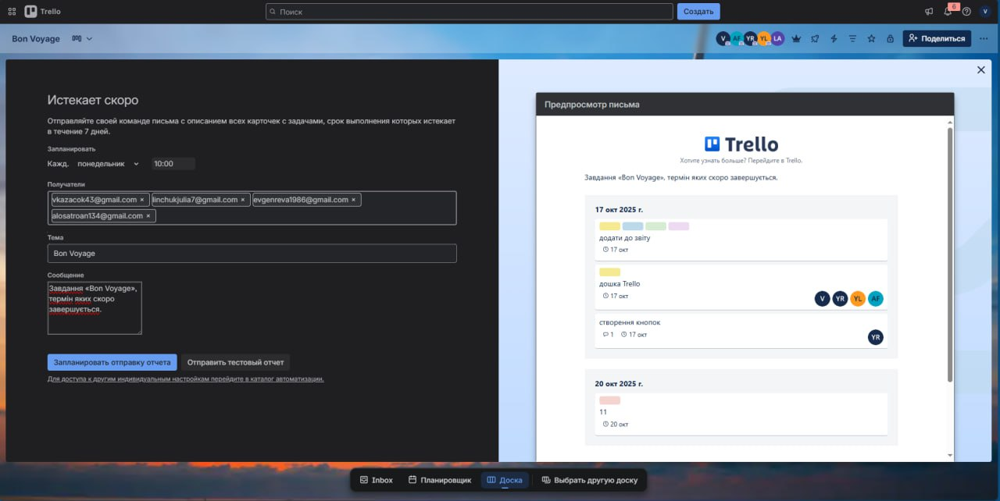 Trello
Поиск
Создать
6
V
Bon Voyage
V AF YR YL LA
Поделиться
Истекает скоро
Отправляйте своей команде письма с описанием всех карточек с задачами, срок выполнения которых истекает
в течение 7 дней.
Запланировать
Кажд. понедельник 10:00
Получатели
vkazacok43@gmail.com × linchukjulia7@gmail.com × evgenreva1986@gmail.com ×
alosatroan134@gmail.com ×
Тема
Bon Voyage
Сообщение
Завдання «Bon Voyage»,
термін яких скоро
завершується.
Запланировать отправку отчета Отправить тестовый отчет
Для доступа к другим индивидуальным настройкам перейдите в каталог автоматизации.
Предпросмотр письма
Trello
Хотите узнать больше? Перейдите в Trello.
Завдання «Bon Voyage», термін яких скоро завершується.
17 окт 2025 г.
додати до звіту
17 окт
дошка Trello
17 окт
V YR YL AF
створення кнопок
1 17 окт
YR
20 окт 2025 г.
11
20 окт
Inbox Планировщик Доска Выбрать другую доску